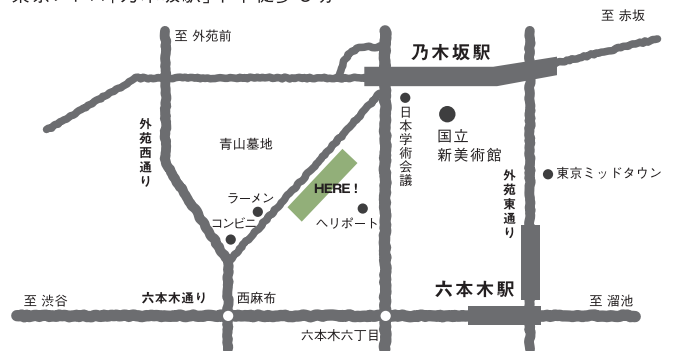 至 赤坂
至 外苑前
乃木坂駅
外苑西通り
日本学術会議
国立
新美術館
青山墓地
外苑東通り
東京ミッドタウン
HERE !
ラーメン
コンビニ
ヘリポート
六本木駅
至 渋谷
六本木通り
西麻布
至 溜池
六本木六丁目